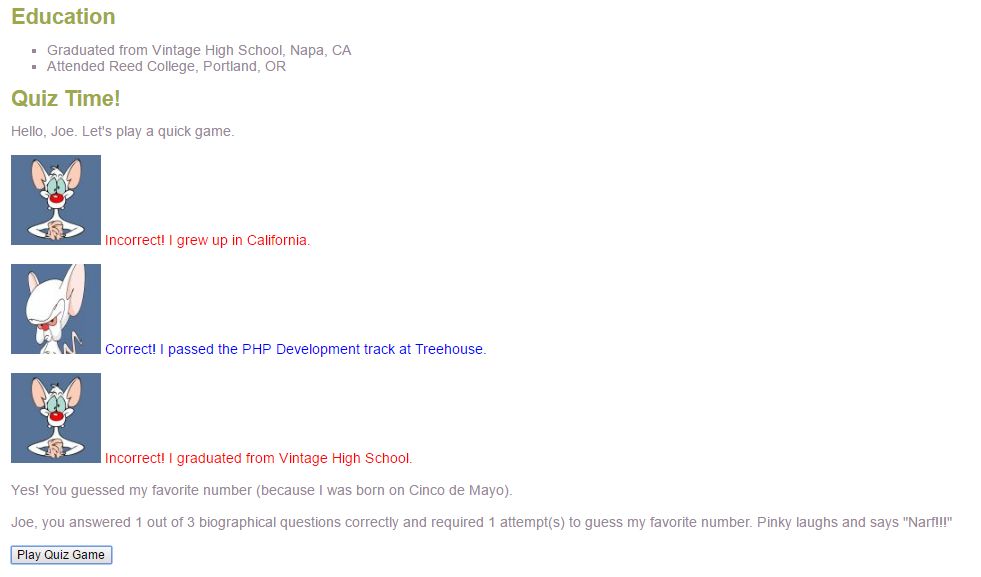 Education
Graduated from Vintage High School, Napa, CA
Attended Reed College, Portland, OR
Quiz Time!
Hello, Joe. Let's play a quick game.
Incorrect! I grew up in California.
Correct! I passed the PHP Development track at Treehouse.
Incorrect! I graduated from Vintage High School.
Yes! You guessed my favorite number (because I was born on Cinco de Mayo).
Joe, you answered 1 out of 3 biographical questions correctly and required 1 attempt(s) to guess my favorite number. Pinky laughs and says "Narf!!!"
Play Quiz Game